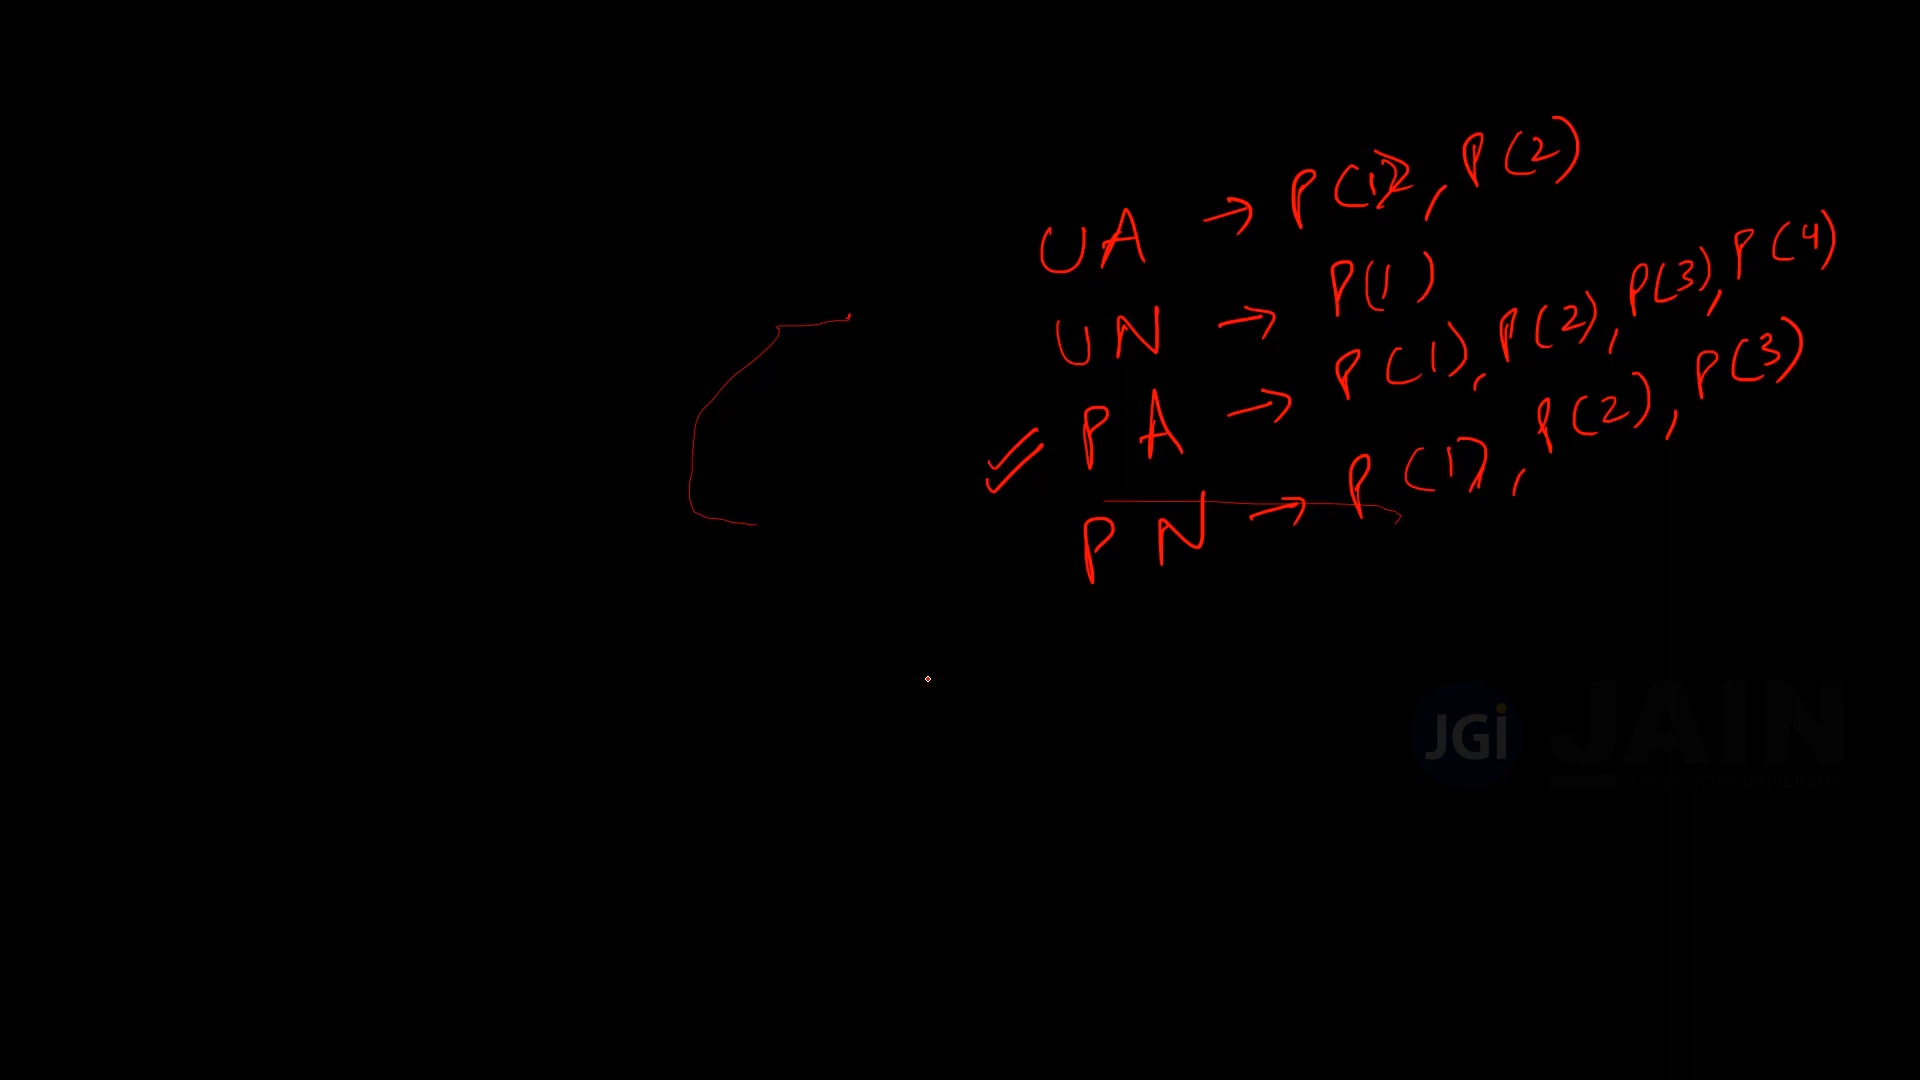 UA → P(1), P(2)
UN → P(1)
PA → P(1), P(2), P(3), P(4)
PN → P(1), P(2), P(3)
JGi JAIN